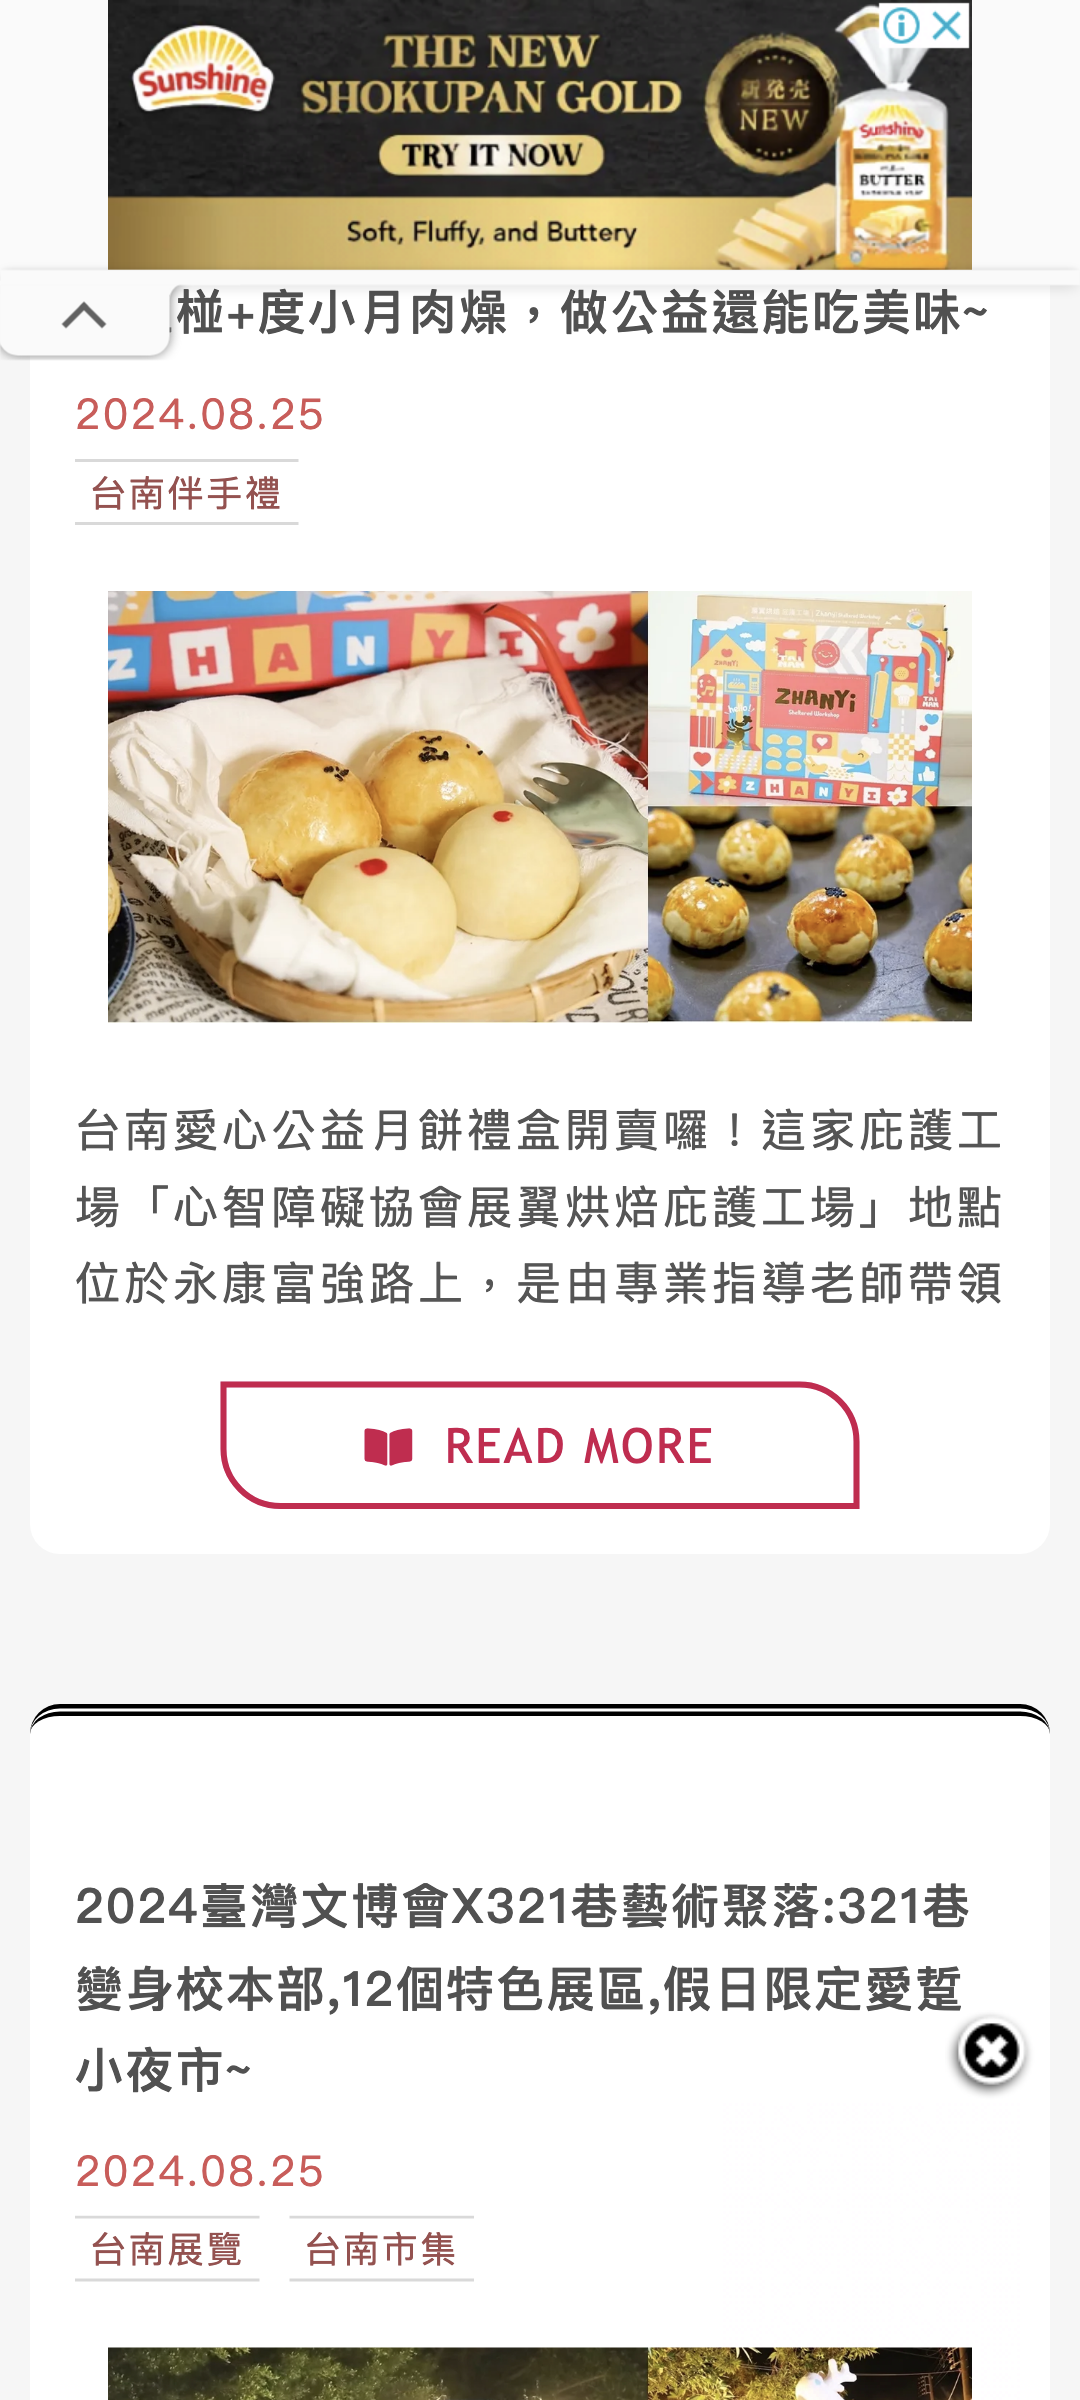 Sunshine
THE NEW
SHOKUPAN GOLD
TRY IT NOW
新発売
NEW
Sunshine
BUTTER
Soft, Fluffy, and Buttery
椪+度小月肉燥，做公益還能吃美味~
2024.08.25
台南伴手禮
ZHANYI
ZHANYi
Sheltered Workshop
hello!
TAINAN
ZHANYI
台南愛心公益月餅禮盒開賣囉！這家庇護工
場「心智障礙協會展翼烘焙庇護工場」地點
位於永康富強路上，是由專業指導老師帶領
READ MORE
2024臺灣文博會X321巷藝術聚落:321巷
變身校本部,12個特色展區,假日限定愛踅
小夜市~
2024.08.25
台南展覽 台南市集